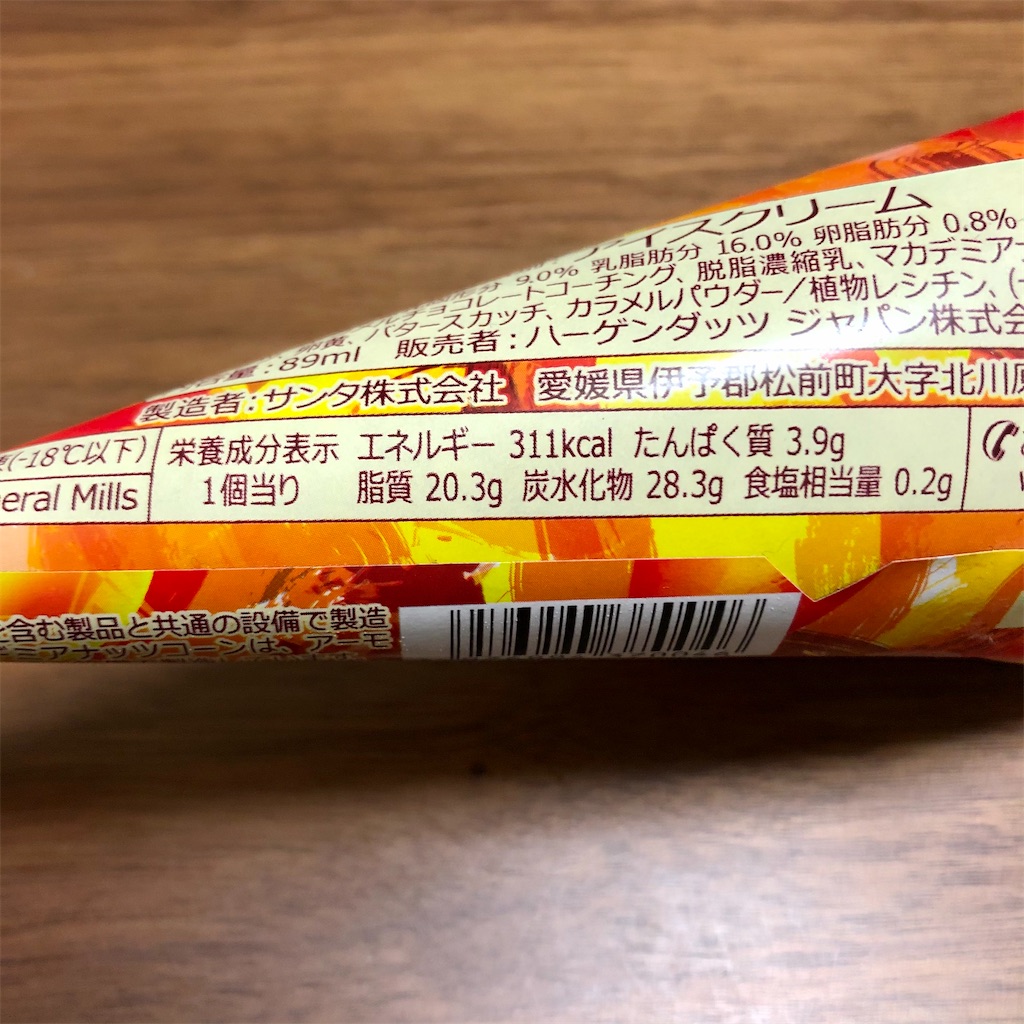 アイスクリーム
9.0% 乳脂肪分 16.0% 卵脂肪分 0.8%
チョコレートコーチング、脱脂濃縮乳、マカデミア
卵黄、バタースカッチ、カラメルパウダー/植物レシチン、(
量:89ml 販売者:ハーゲンダッツ ジャパン株式会
製造者:サンタ株式会社 愛媛県伊予郡松前町大字北川原
(-18℃以下)
eral Mills
栄養成分表示 エネルギー 311kcal たんぱく質 3.9g
1個当り 脂質 20.3g 炭水化物 28.3g 食塩相当量 0.2g
含む製品と共通の設備で製造
ミアナッツコーンは、アーモ